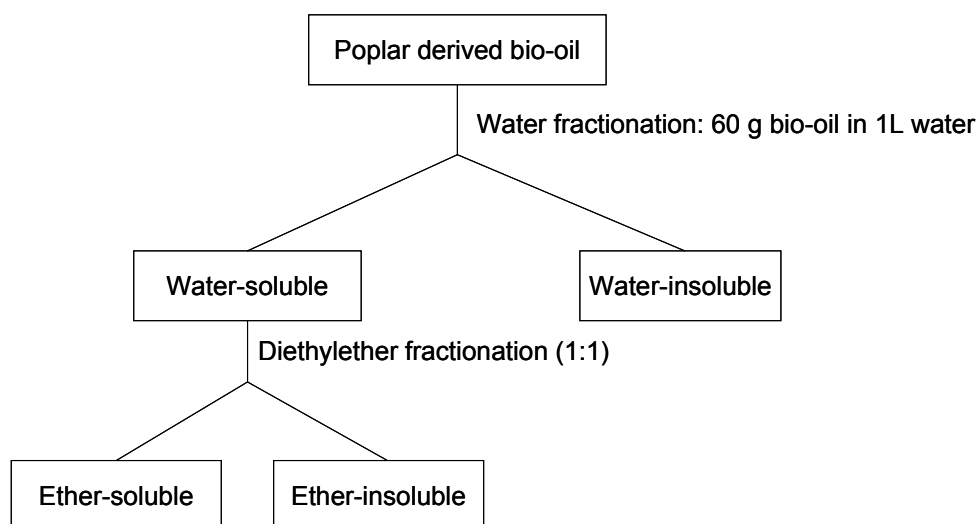 Poplar derived bio-oil
Water fractionation: 60 g bio-oil in 1L water
Water-soluble
Water-insoluble
Diethylether fractionation (1:1)
Ether-soluble
Ether-insoluble